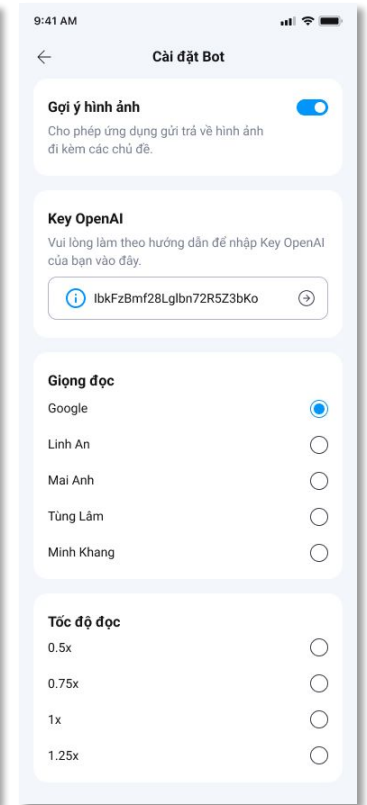 9:41 AM
Cài đặt Bot
Gợi ý hình ảnh
Cho phép ứng dụng gửi trả về hình ảnh
đi kèm các chủ đề.
Key OpenAI
Vui lòng làm theo hướng dẫn để nhập Key OpenAI
của bạn vào đây.
IbkFzBmf28Lglbn72R5Z3bKo
Giọng đọc
Google
Linh An
Mai Anh
Tùng Lâm
Minh Khang
Tốc độ đọc
0.5x
0.75x
1x
1.25x